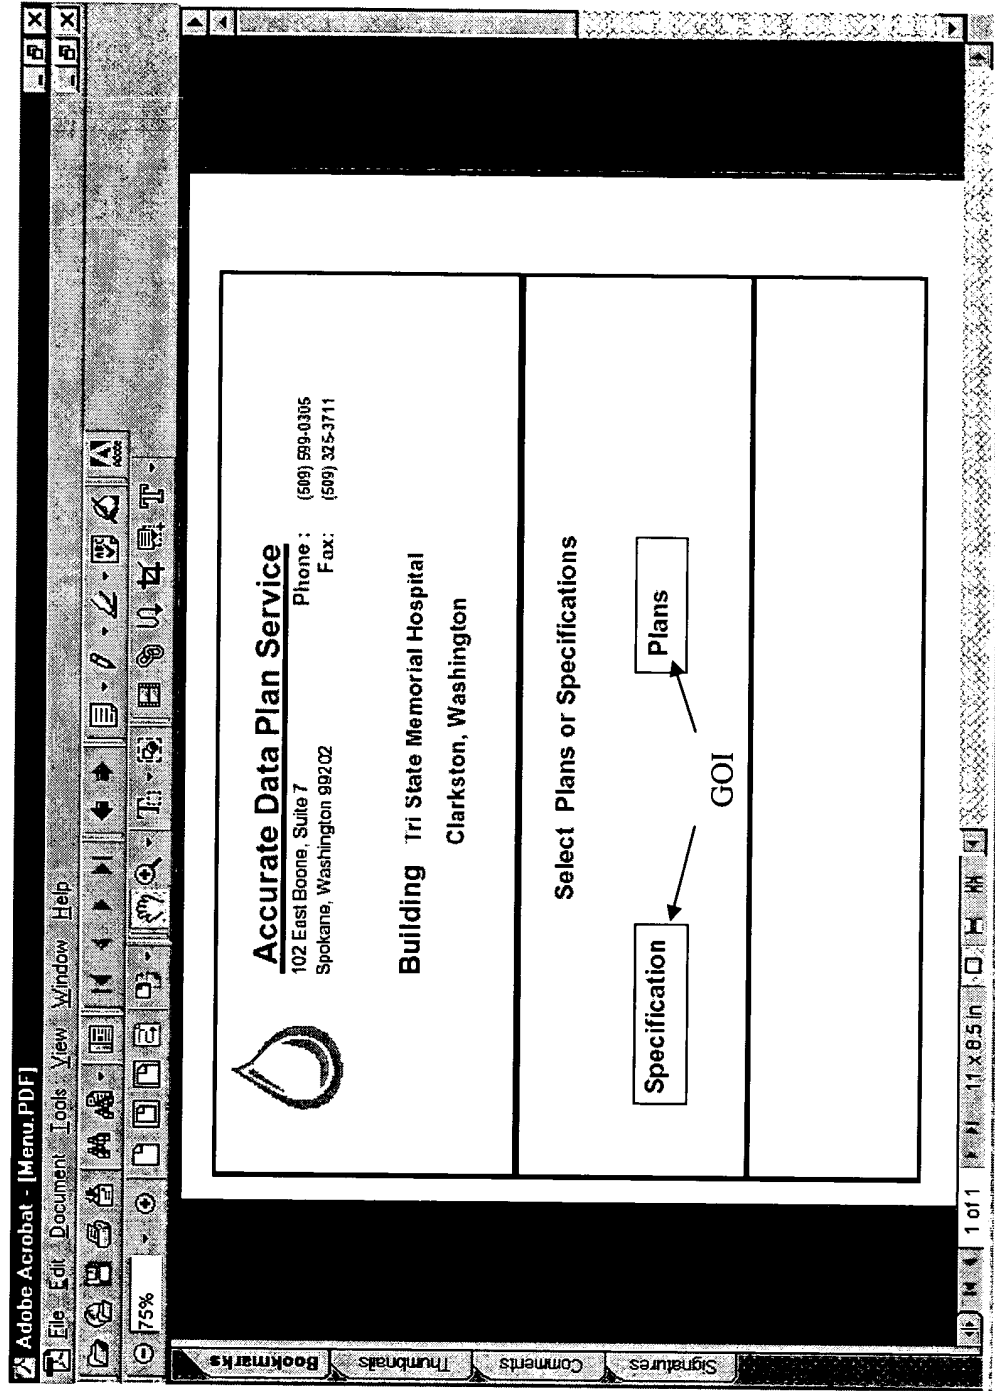 Adobe Acrobat - [Menu.PDF]
File Edit Document Tools View Window Help
ABC
Adobe
75%
Bookmarks
Thumbnails
Comments
Signatures
Accurate Data Plan Service
102 East Boone, Suite 7 Phone : (509) 599-0305
Spokane, Washington 99202 Fax: (509) 325-3711
Building Tri State Memorial Hospital
Clarkston, Washington
Select Plans or Specifications
Specification Plans
GOI
1 of 1 11 x 8.5 in